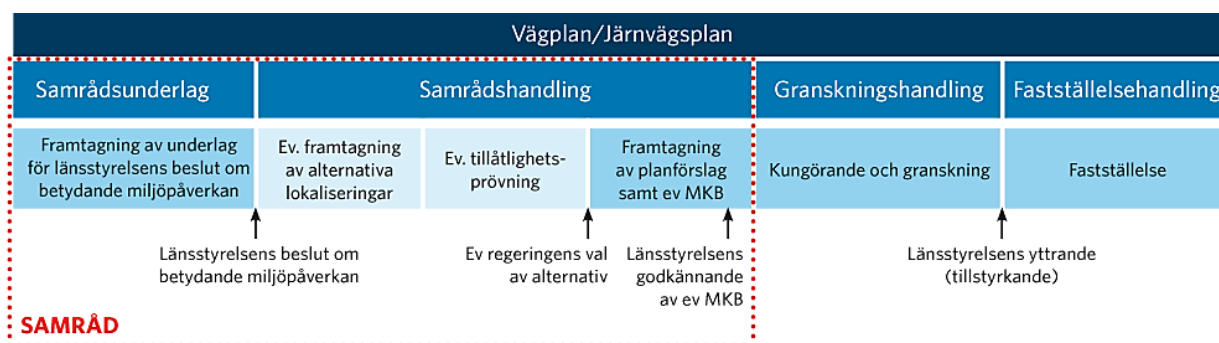 Vägplan/Järnvägsplan
Samrådsunderlag
Samrådshandling
Granskningshandling
Fastställelsehandling
Framtagning av underlag
för länsstyrelsens beslut om
betydande miljöpåverkan
Ev. framtagning
av alternativa
lokaliseringar
Ev. tillåtlighets-
prövning
Framtagning
av planförslag
samt ev MKB
Kungörande och granskning
Fastställelse
Länsstyrelsens beslut om
betydande miljöpåverkan
Ev regeringens val
av alternativ
Länsstyrelsens
godkännande
av ev MKB
Länsstyrelsens yttrande
(tillstyrkande)
SAMRÅD